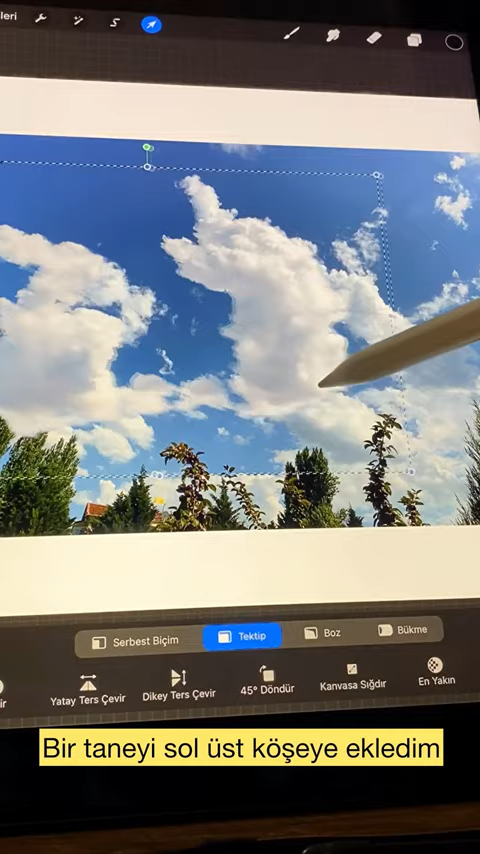 leri
Serbest Biçim
Tektip
Boz
Bükme
ir
Yatay Ters Çevir
Dikey Ters Çevir
45° Döndür
Kanvasa Sığdır
En Yakın
Bir taneyi sol üst köşeye ekledim